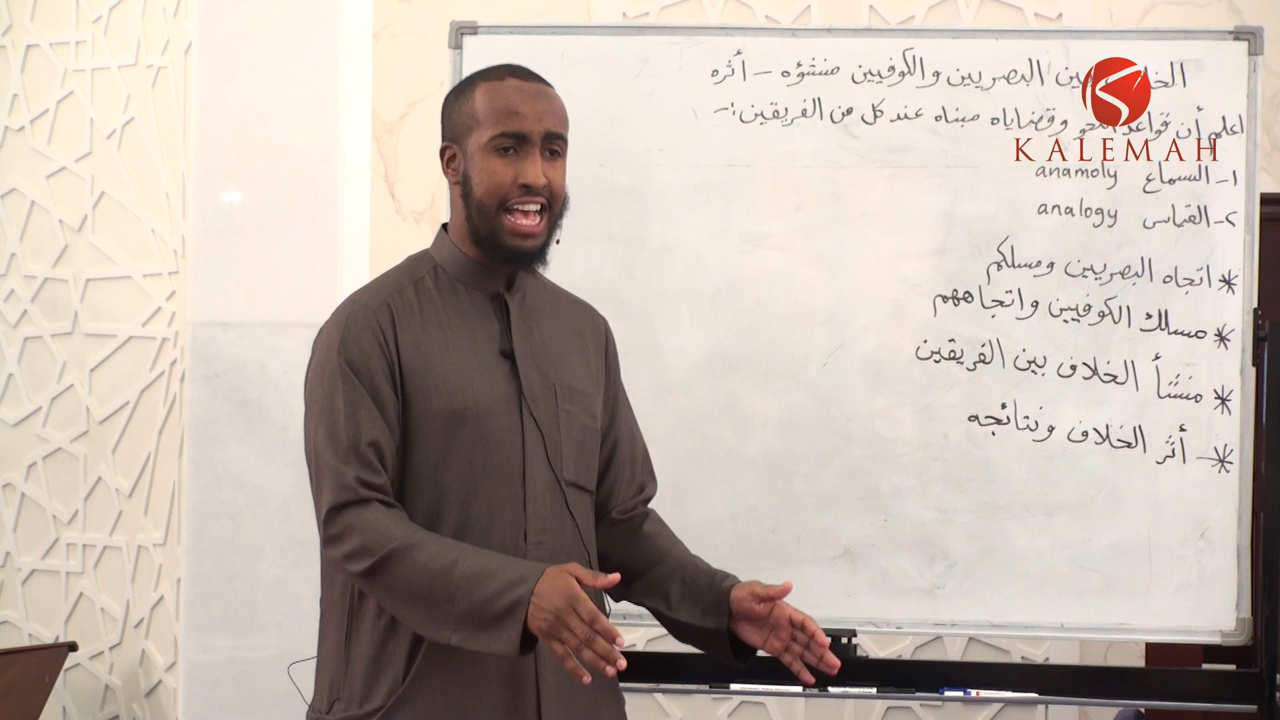 الخلاف بين البصريين والكوفيين منشؤه - أثره
اعلم أن قواعد النحو وقضاياه مبناه عند كل من الفريقين:-
١- السماع anamoly
٢- القياس analogy
* اتجاه البصريين ومسلكم
* مسلك الكوفيين واتجاههم
* منشأ الخلاف بين الفريقين
* أثر الخلاف ونتائجه
KALEMAH